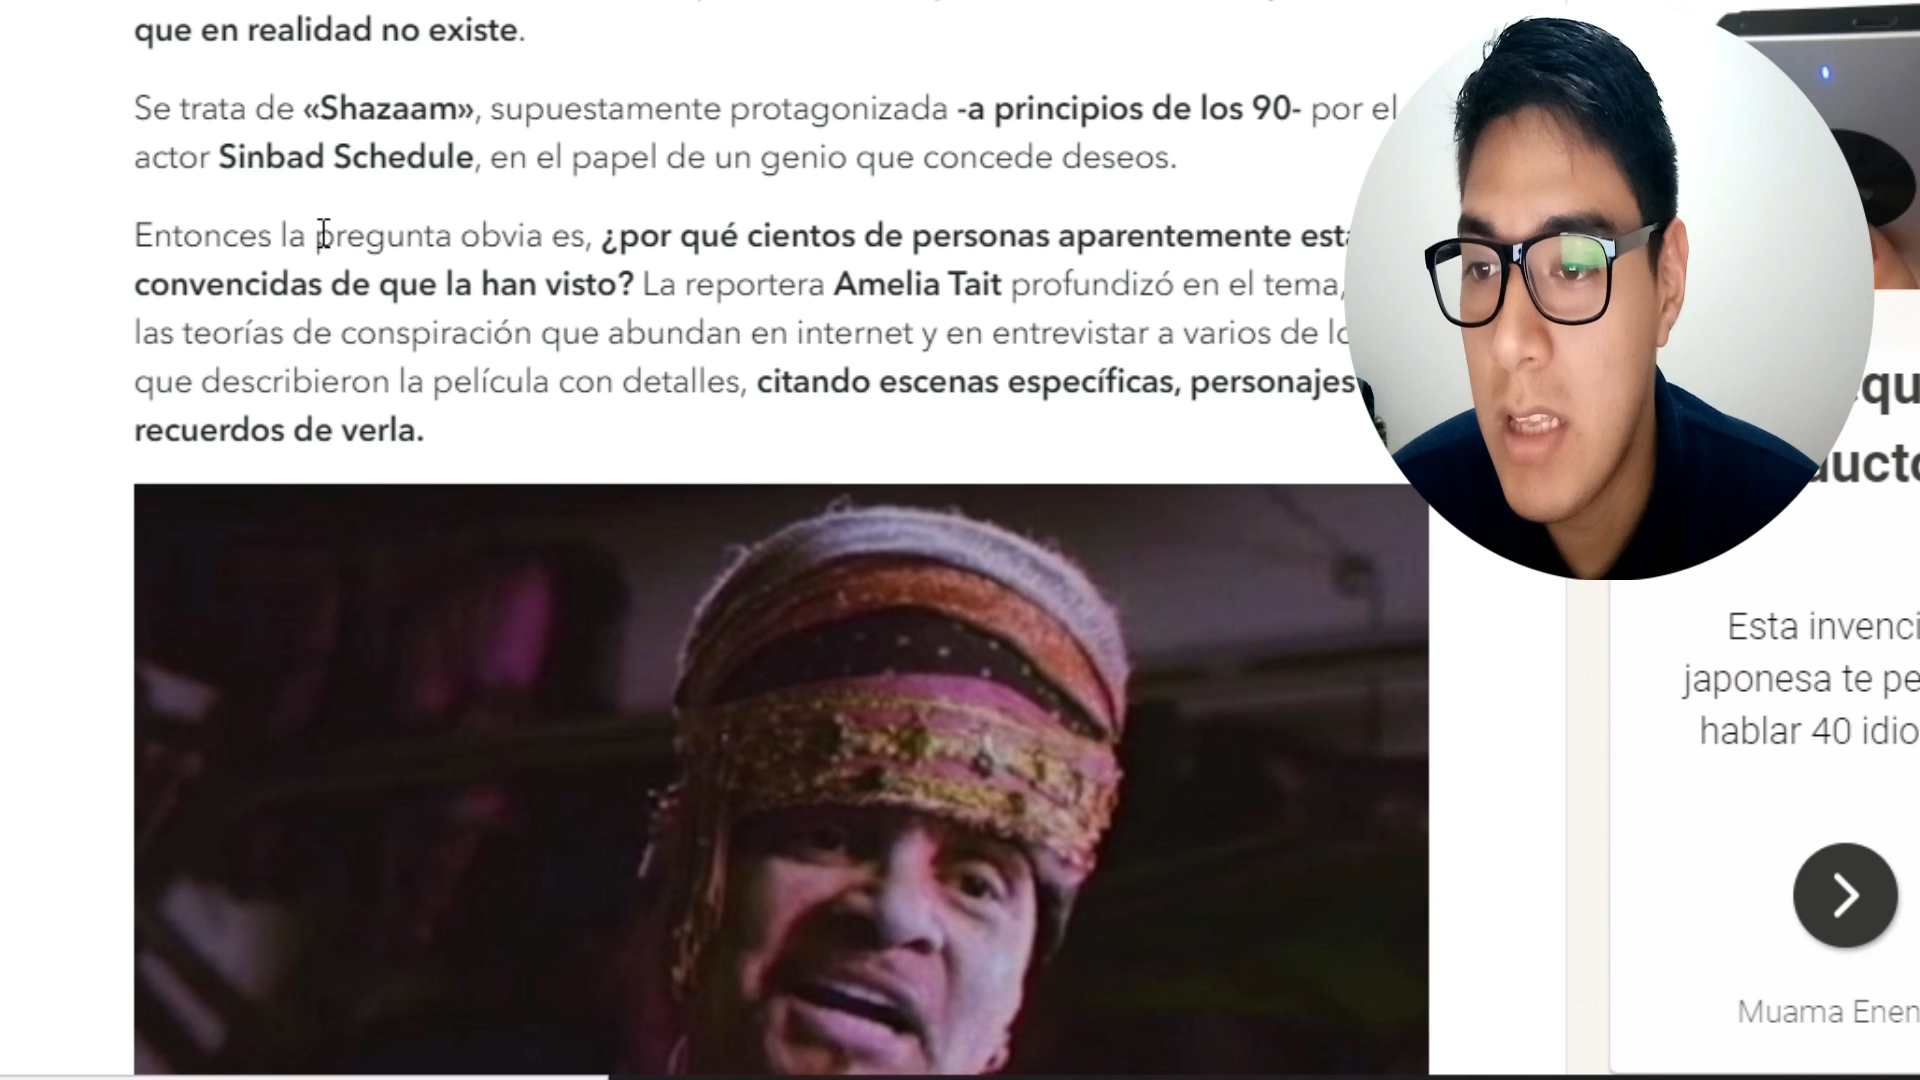 que en realidad no existe.
Se trata de «Shazaam», supuestamente protagonizada -a principios de los 90- por el
actor Sinbad Schedule, en el papel de un genio que concede deseos.
Entonces la pregunta obvia es, ¿por qué cientos de personas aparentemente est
convencidas de que la han visto? La reportera Amelia Tait profundizó en el tema,
las teorías de conspiración que abundan en internet y en entrevistar a varios de lo
que describieron la película con detalles, citando escenas específicas, personajes
recuerdos de verla.
equ
ducto
Esta invenci
japonesa te pe
hablar 40 idio
Muama Enen